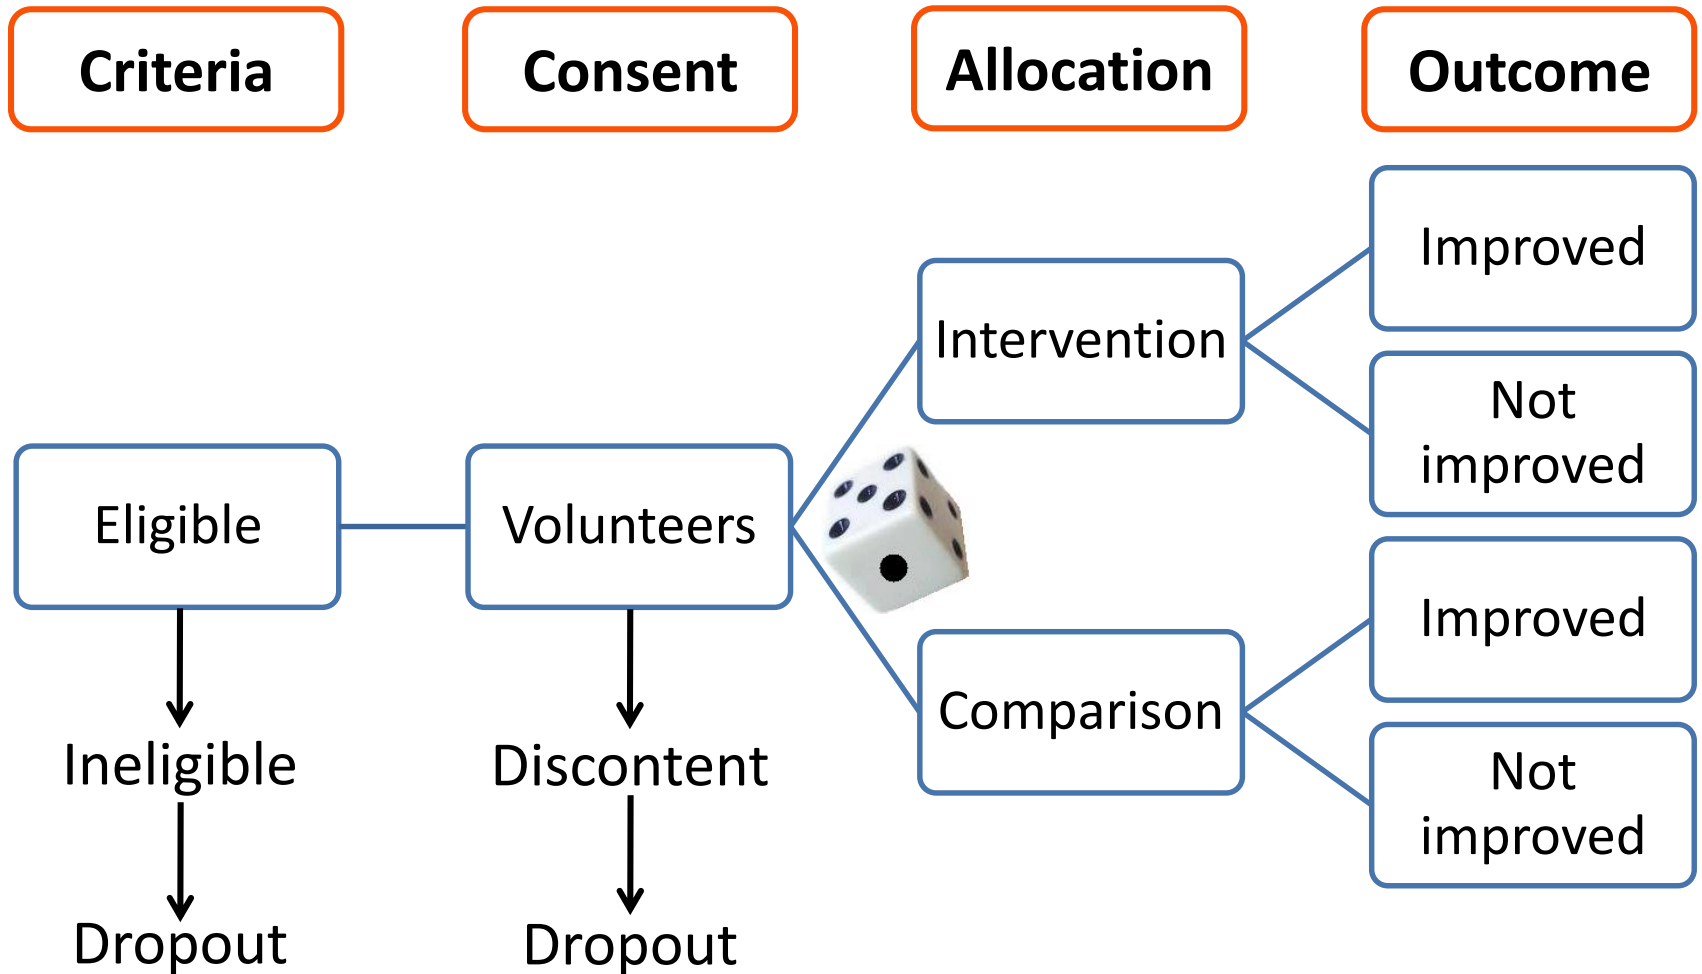 Criteria
Consent
Allocation
Outcome
Eligible
Ineligible
Dropout
Volunteers
Discontent
Dropout
Intervention
Comparison
Improved
Not
improved
Improved
Not
improved